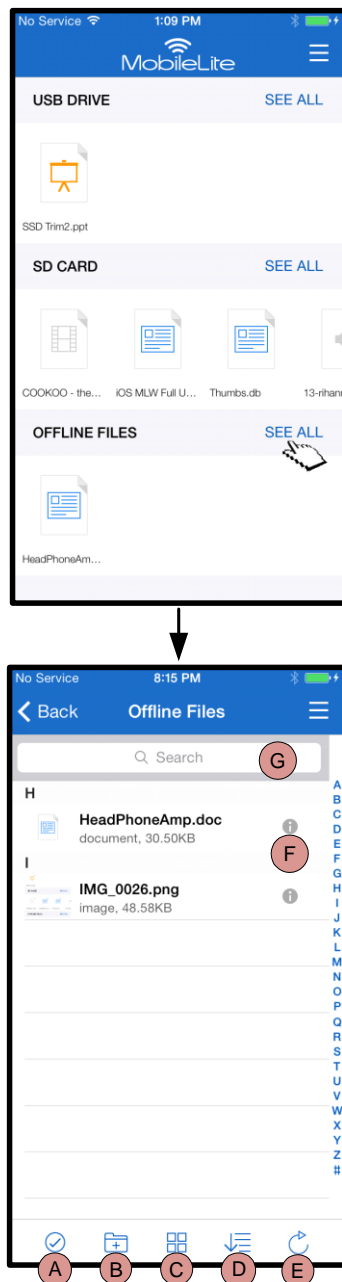 No Service 1:09 PM
MobileLite
USB DRIVE SEE ALL
SSD Trim2.ppt
SD CARD SEE ALL
COOKOO - the... iOS MLW Full U... Thumbs.db 13-rihann
OFFLINE FILES SEE ALL
HeadPhoneAm...
No Service 8:15 PM
Back Offline Files
Search G
H
HeadPhoneAmp.doc
document, 30.50KB
F
I
IMG_0026.png
image, 48.58KB
A
B
C
D
E
F
G
H
I
J
K
L
M
N
O
P
Q
R
S
T
U
V
W
X
Y
Z
#
A B C D E